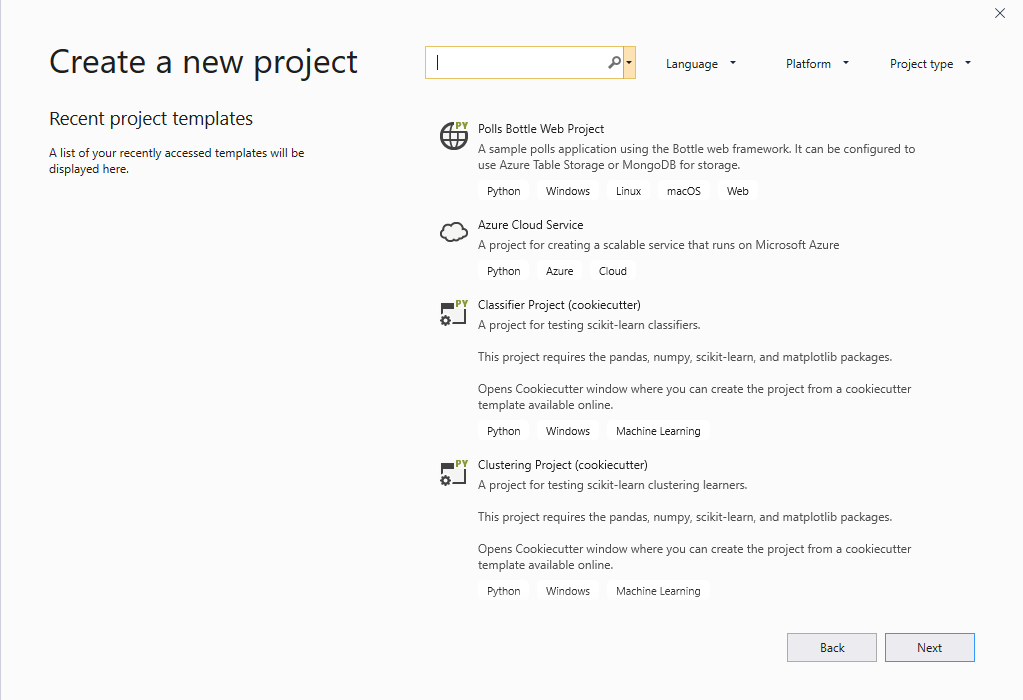 Create a new project
Language
Platform
Project type
Recent project templates
A list of your recently accessed templates will be
displayed here.
PY
Polls Bottle Web Project
A sample polls application using the Bottle web framework. It can be configured to
use Azure Table Storage or MongoDB for storage.
Python Windows Linux macOS Web
Azure Cloud Service
A project for creating a scalable service that runs on Microsoft Azure
Python Azure Cloud
PY
Classifier Project (cookiecutter)
A project for testing scikit-learn classifiers.
This project requires the pandas, numpy, scikit-learn, and matplotlib packages.
Opens Cookiecutter window where you can create the project from a cookiecutter
template available online.
Python Windows Machine Learning
PY
Clustering Project (cookiecutter)
A project for testing scikit-learn clustering learners.
This project requires the pandas, numpy, scikit-learn, and matplotlib packages.
Opens Cookiecutter window where you can create the project from a cookiecutter
template available online.
Python Windows Machine Learning
Back
Next